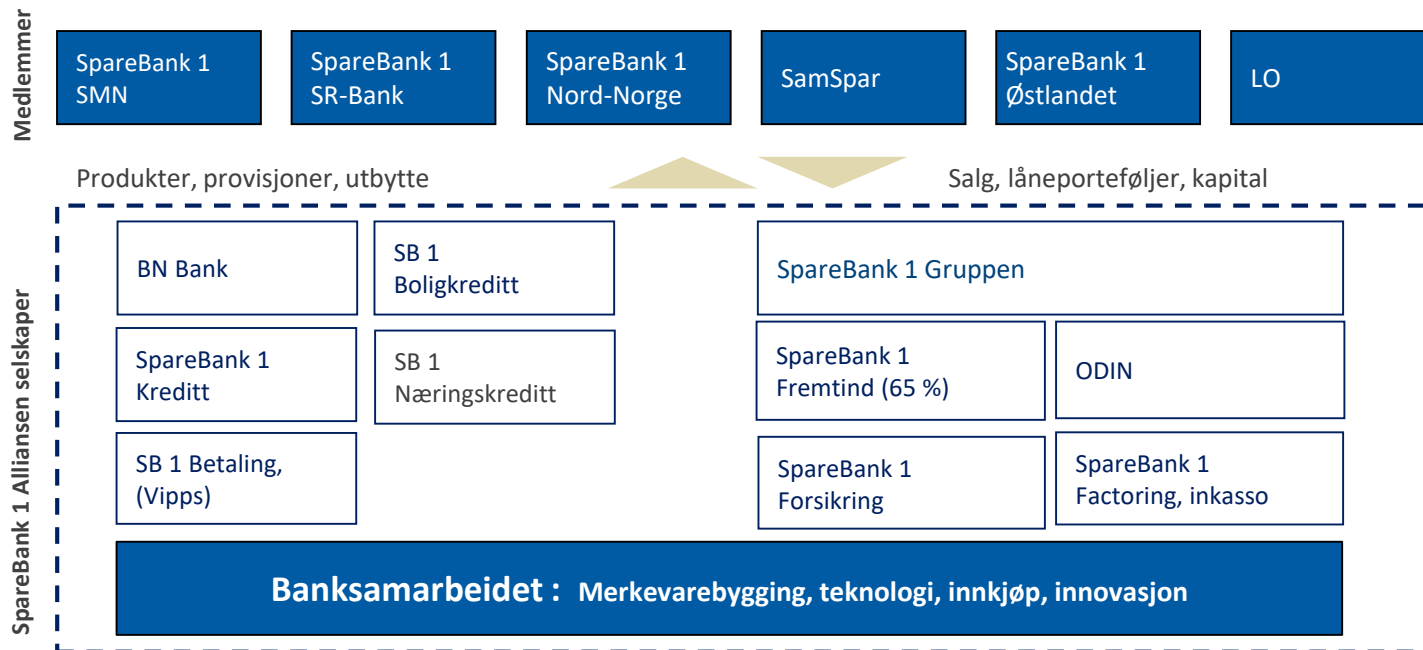 Medlemmer
SpareBank 1
SMN
SpareBank 1
SR-Bank
SpareBank 1
Nord-Norge
SamSpar
SpareBank 1
Østlandet
LO
Produkter, provisjoner, utbytte
Salg, låneporteføljer, kapital
SpareBank 1 Alliansen selskaper
BN Bank
SB 1
Boligkreditt
SpareBank 1
Kreditt
SB 1
Næringskreditt
SB 1 Betaling,
(Vipps)
SpareBank 1 Gruppen
SpareBank 1
Fremtind (65 %)
ODIN
SpareBank 1
Forsikring
SpareBank 1
Factoring, inkasso
Banksamarbeidet : Merkevarebygging, teknologi, innkjøp, innovasjon